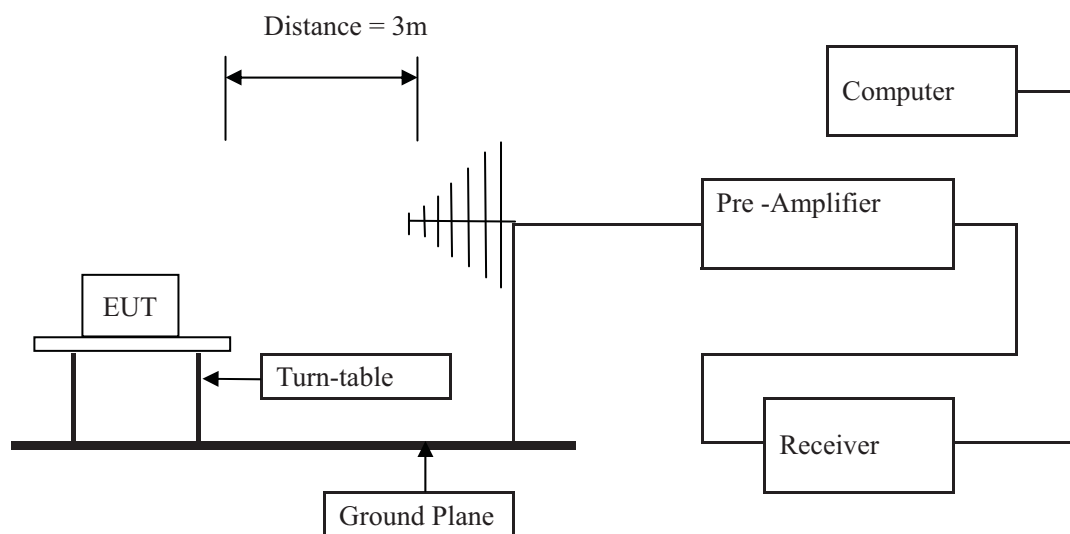 Distance = 3m
Computer
Pre -Amplifier
EUT
Turn-table
Receiver
Ground Plane